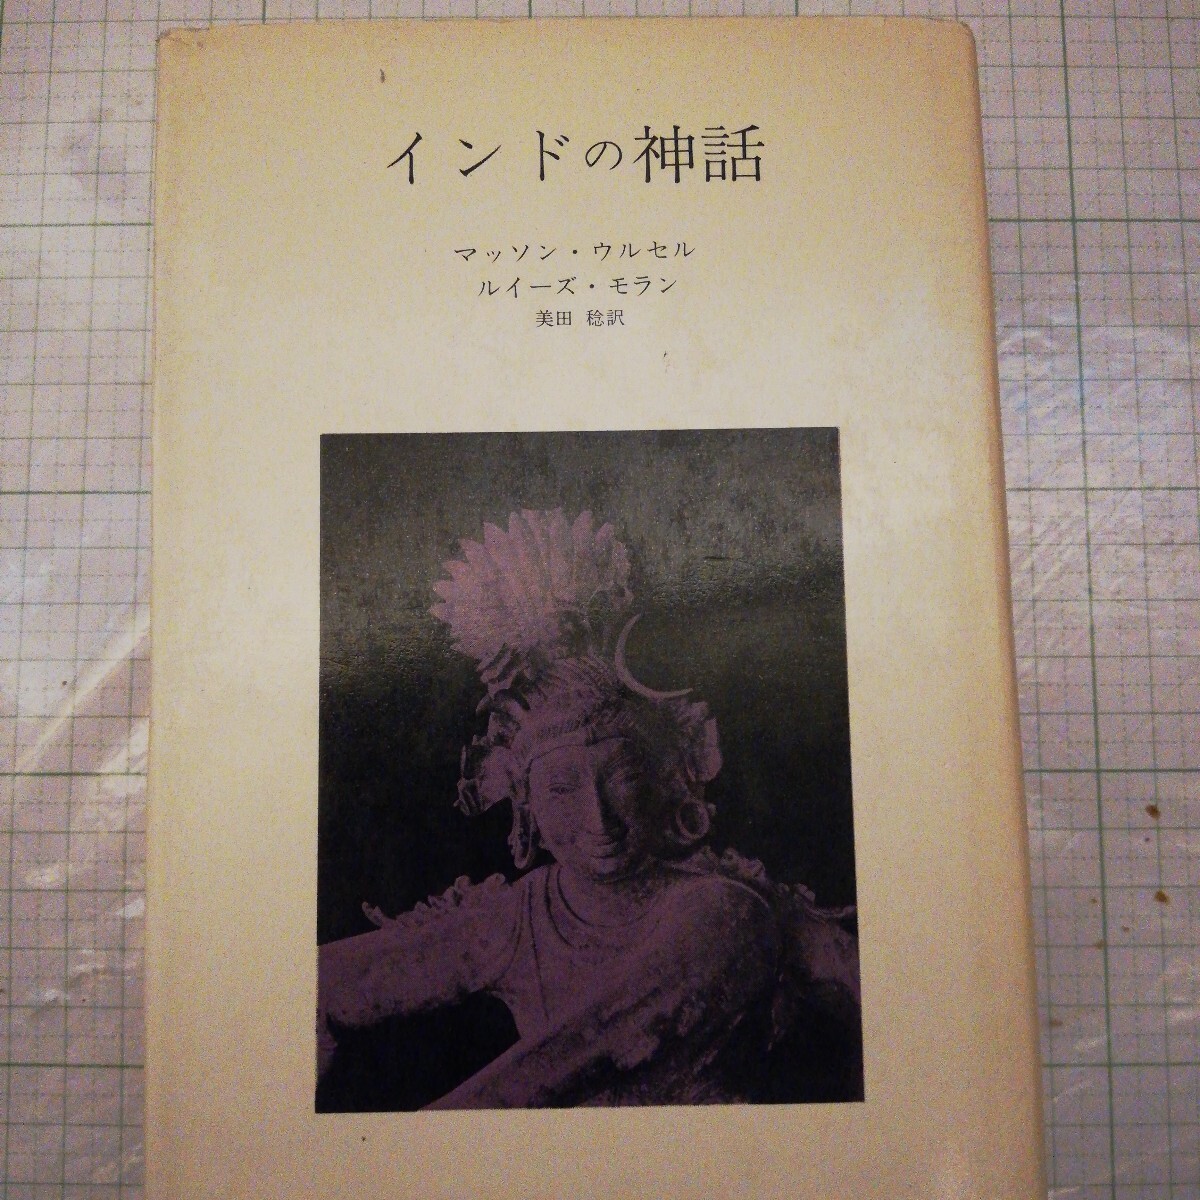 インドの神話
マッソン・ウルセル
ルイーズ・モラン
美田 稔訳